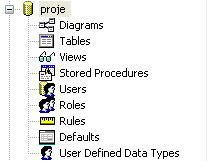 proje
Diagrams
Tables
Views
Stored Procedures
Users
Roles
Rules
Defaults
User Defined Data Types